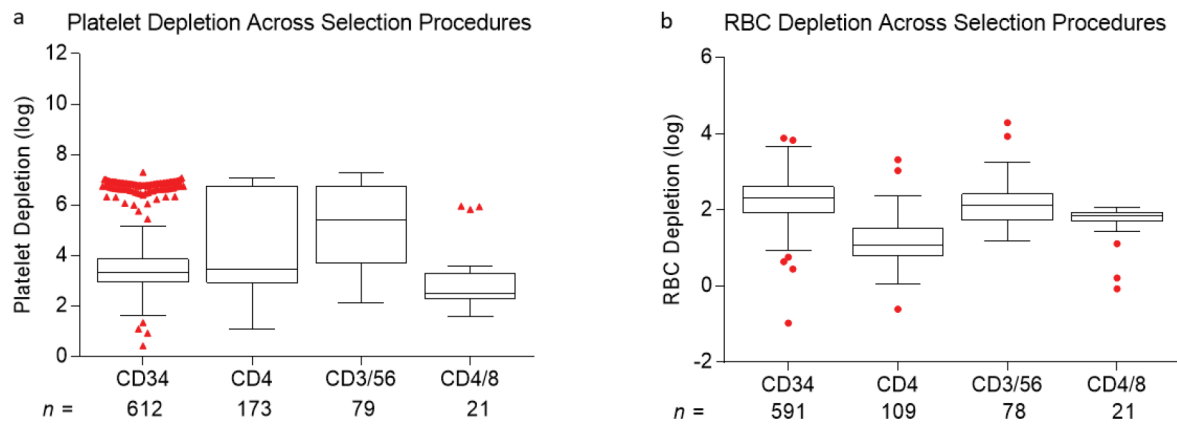 a
Platelet Depletion Across Selection Procedures
Platelet Depletion (log)
12
10
8
6
4
2
0
CD34 CD4 CD3/56 CD4/8
n = 612 173 79 21
b
RBC Depletion Across Selection Procedures
RBC Depletion (log)
6
4
2
0
-2
CD34 CD4 CD3/56 CD4/8
n = 591 109 78 21